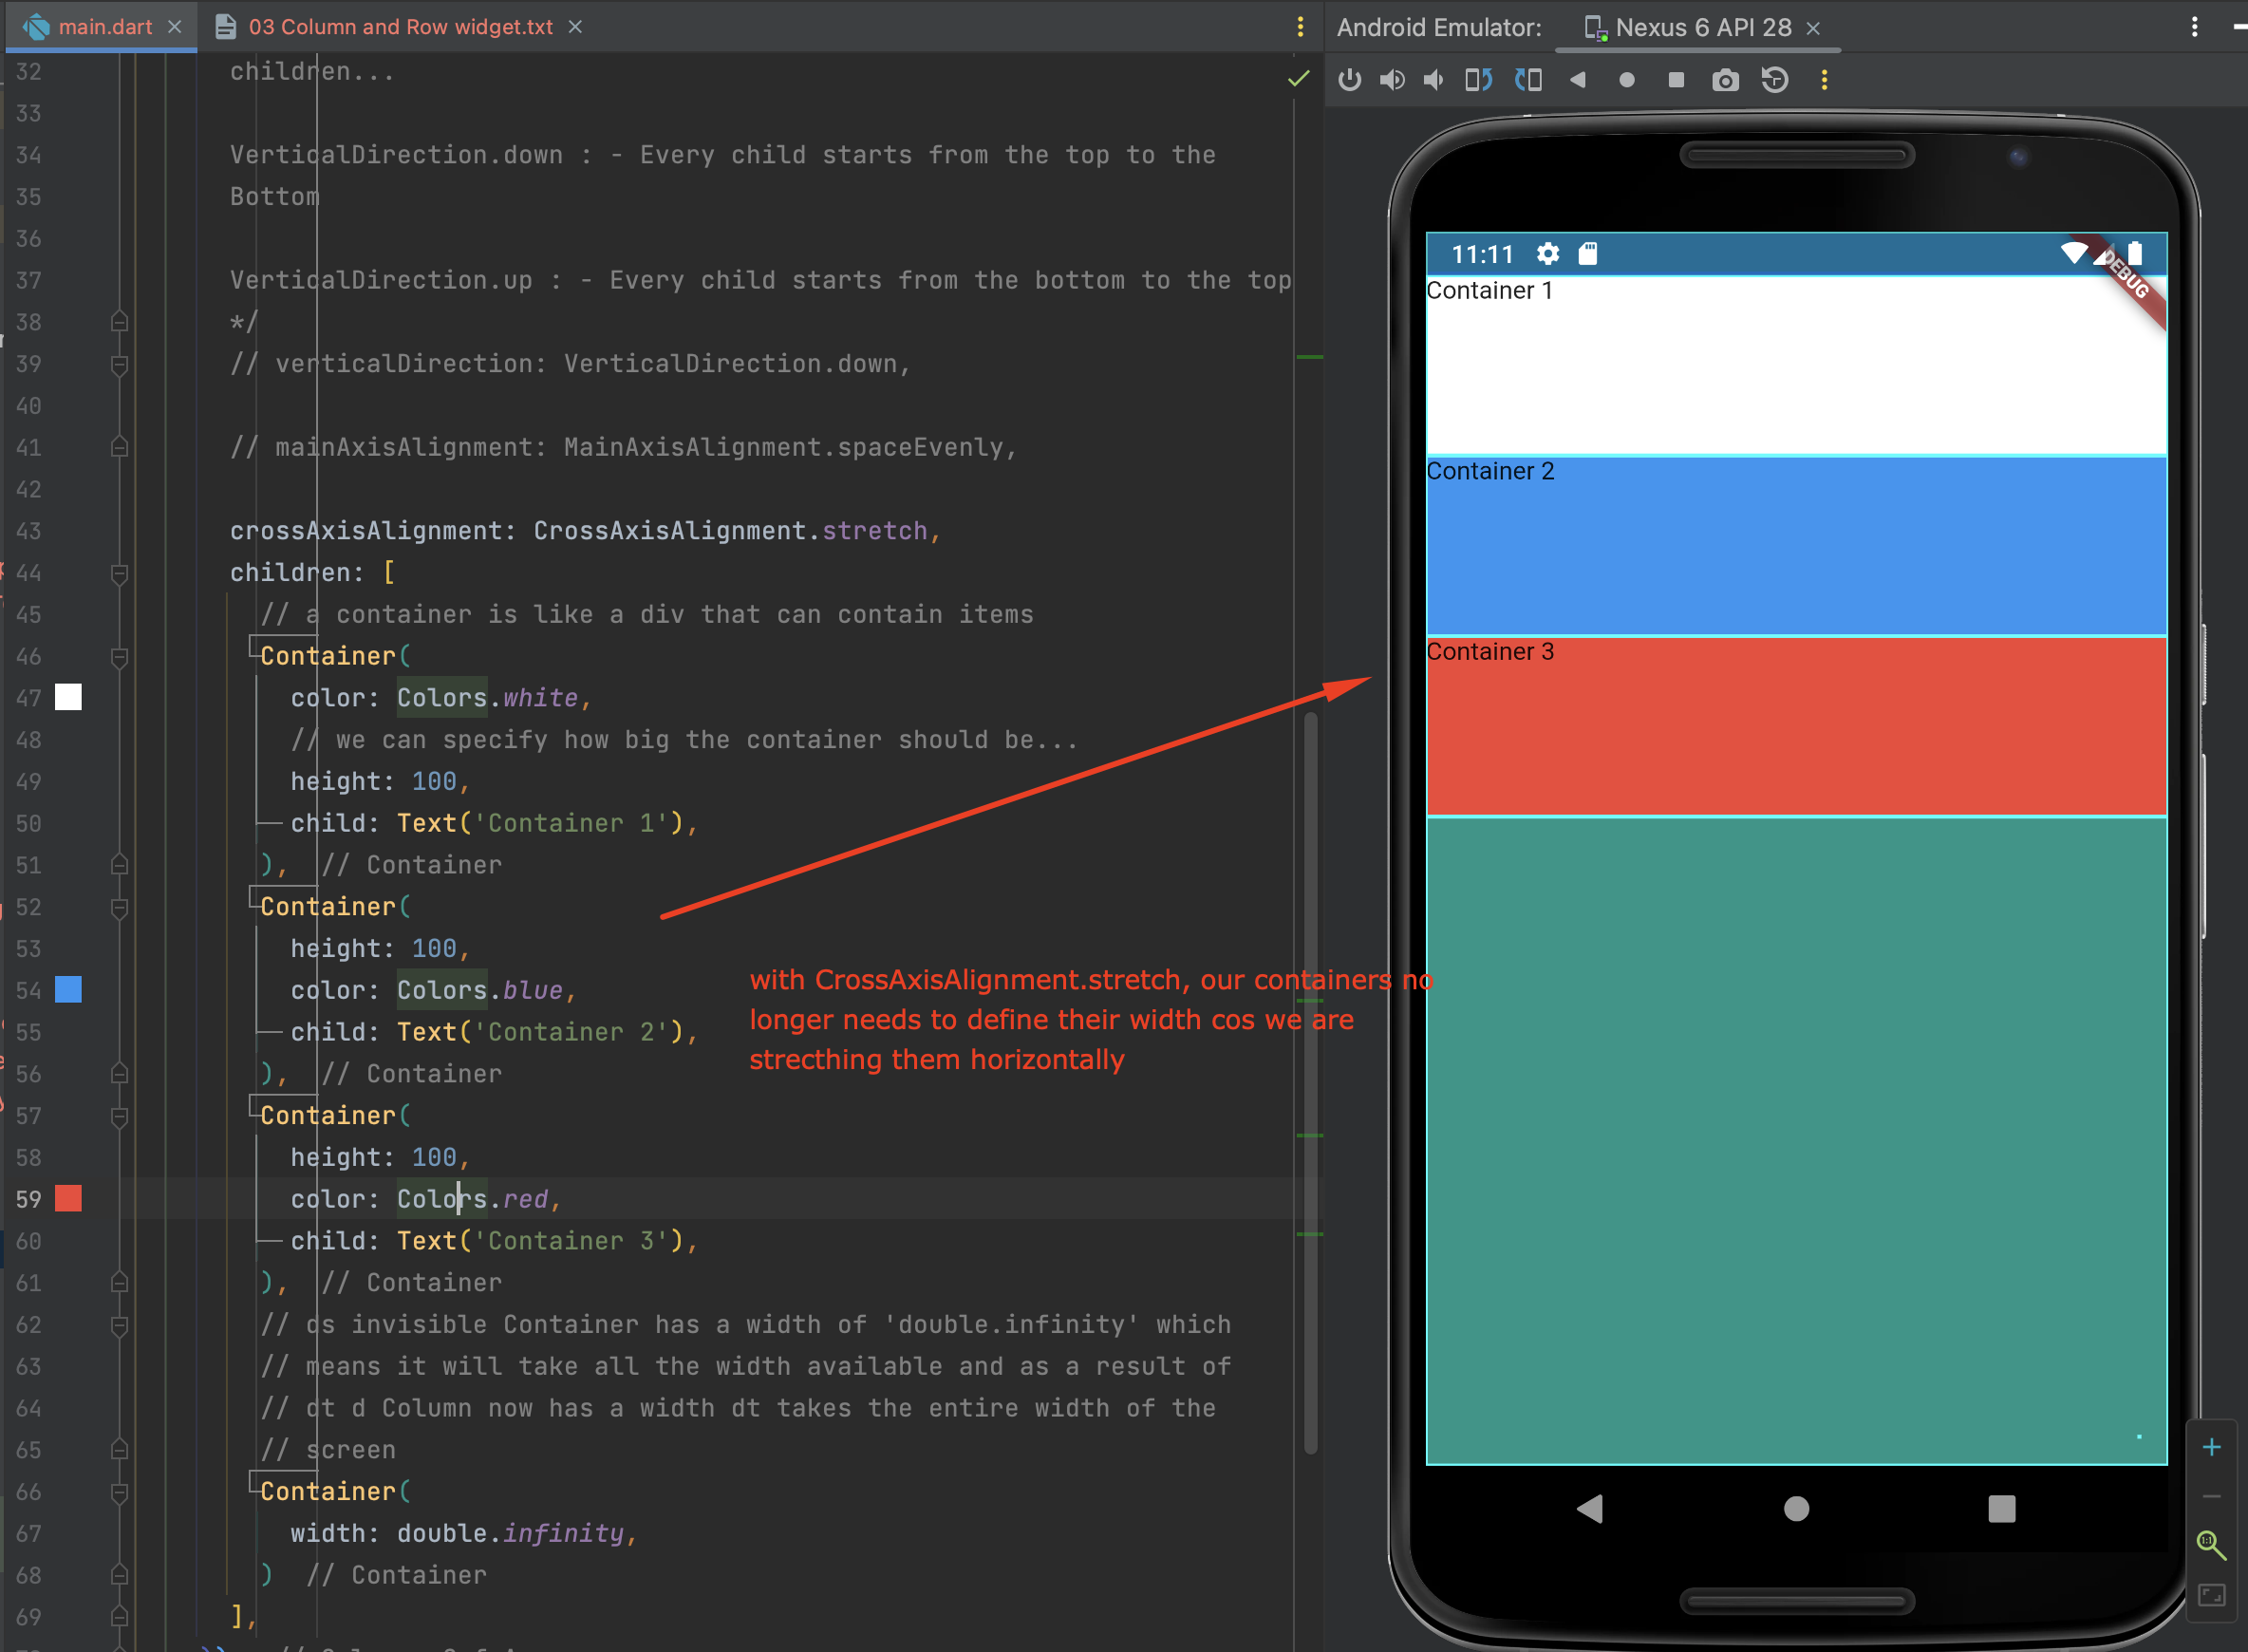 main.dart
03 Column and Row widget.txt
Android Emulator:
Nexus 6 API 28
32 children...
33
34 VerticalDirection.down : - Every child starts from the top to the
35 Bottom
36
37 VerticalDirection.up : - Every child starts from the bottom to the top
38 */
39 // verticalDirection: VerticalDirection.down,
40
41 // mainAxisAlignment: MainAxisAlignment.spaceEvenly,
42
43 crossAxisAlignment: CrossAxisAlignment.stretch,
44 children: [
45 // a container is like a div that can contain items
46 Container(
47 color: Colors.white,
48 // we can specify how big the container should be...
49 height: 100,
50 child: Text('Container 1'),
51 ), // Container
52 Container(
53 height: 100,
54 color: Colors.blue,
55 child: Text('Container 2'),
56 ), // Container
57 Container(
58 height: 100,
59 color: Colors.red,
60 child: Text('Container 3'),
61 ), // Container
62 // ds invisible Container has a width of 'double.infinity' which
63 // means it will take all the width available and as a result of
64 // dt d Column now has a width dt takes the entire width of the
65 // screen
66 Container(
67 width: double.infinity,
68 ) // Container
69 ],
with CrossAxisAlignment.stretch, our containers no
longer needs to define their width cos we are
strecthing them horizontally
11:11
DEBUG
Container 1
Container 2
Container 3
1:1